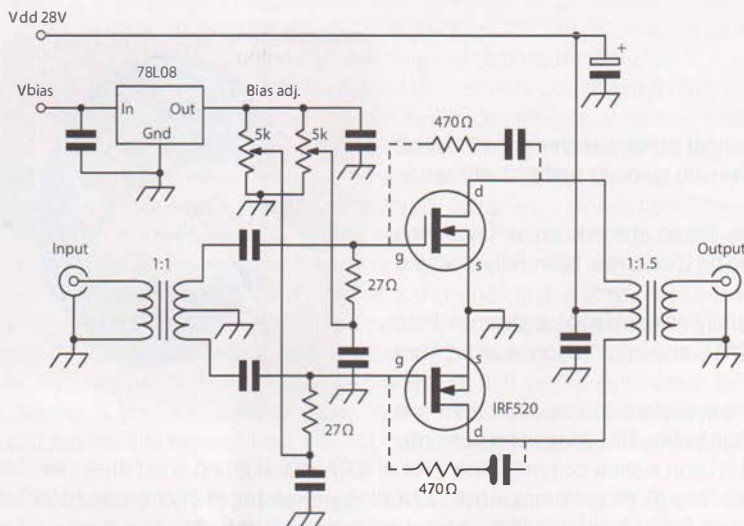 Vdd 28V
78L08
Vbias
In
Out
Gnd
Bias adj.
5k
5k
470Ω
+
d
g
27Ω
Input
1:1
Output
1:1.5
g
IRF520
d
27Ω
470Ω